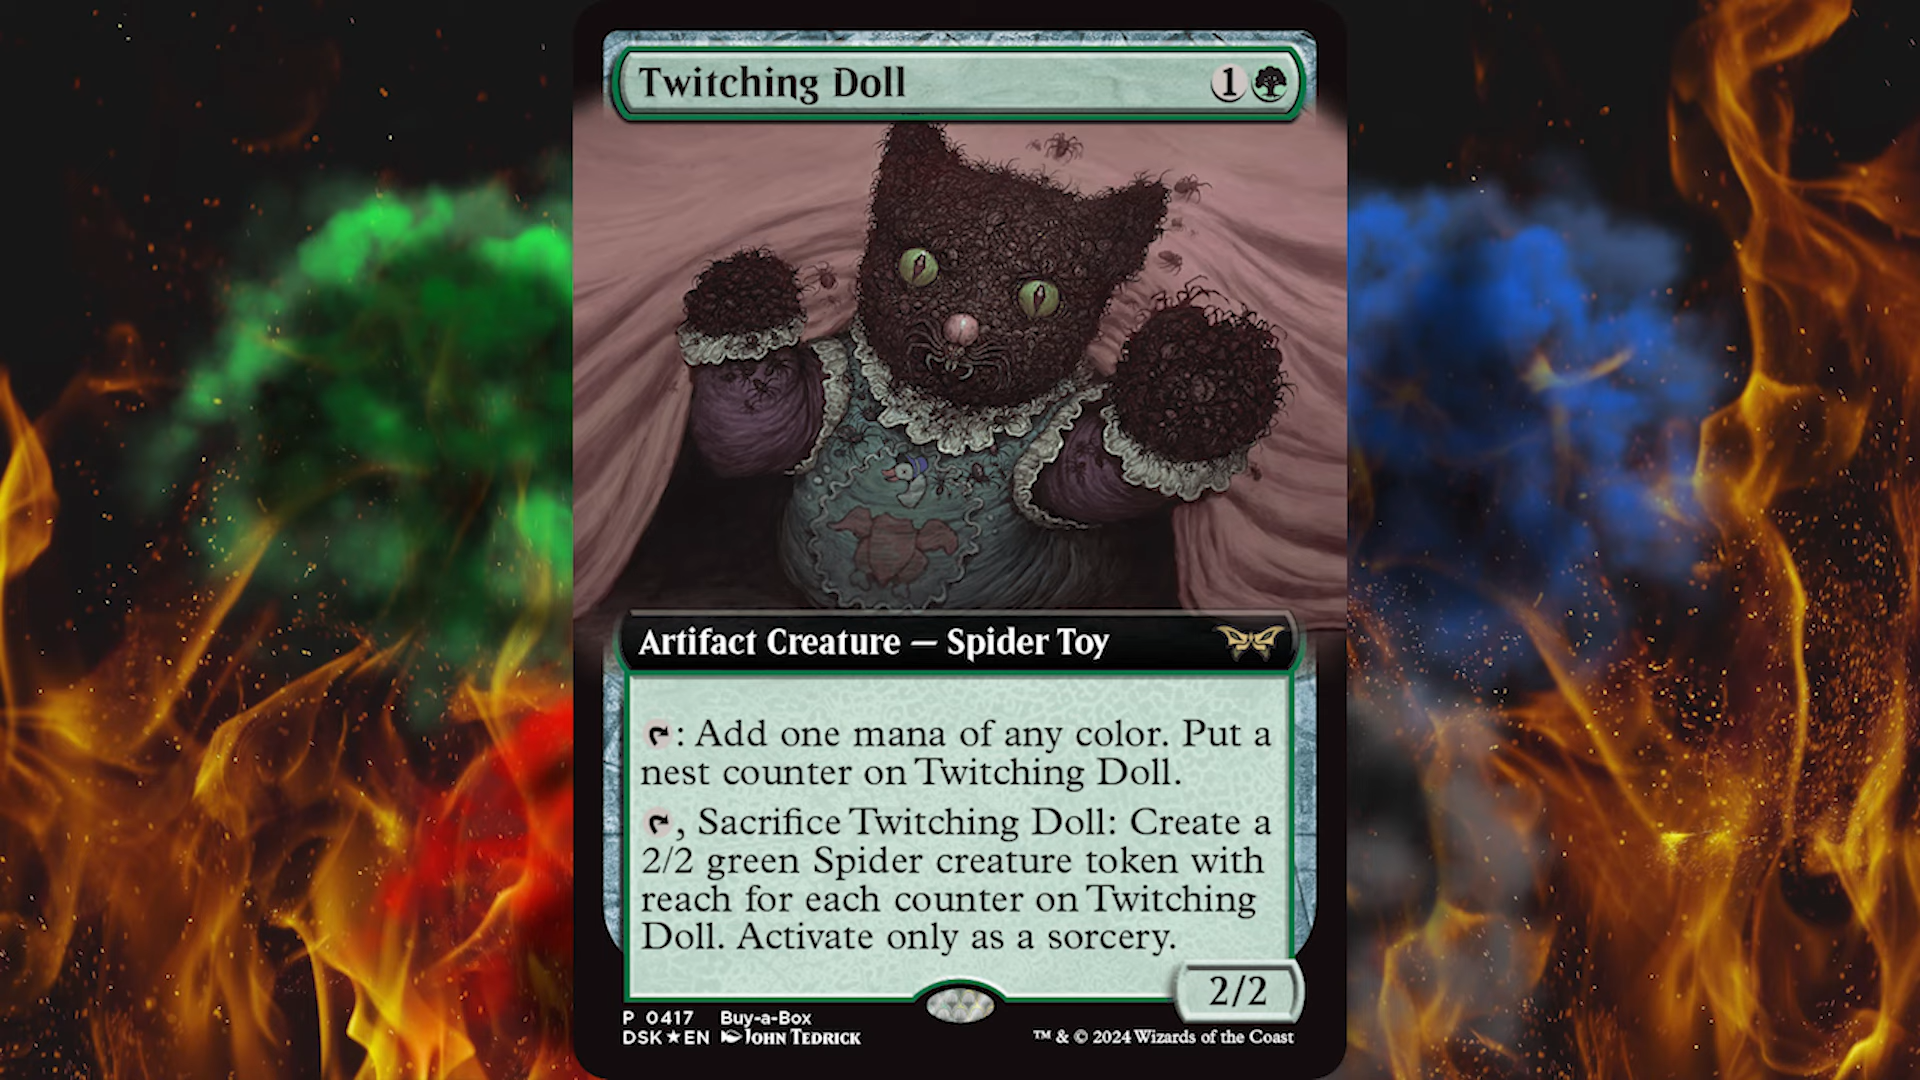 Twitching Doll 1
Artifact Creature — Spider Toy
: Add one mana of any color. Put a
nest counter on Twitching Doll.
, Sacrifice Twitching Doll: Create a
2/2 green Spider creature token with
reach for each counter on Twitching
Doll. Activate only as a sorcery.
2/2
P 0417 Buy-a-Box
DSK★EN JOHN TEDRICK ™ & © 2024 Wizards of the Coast